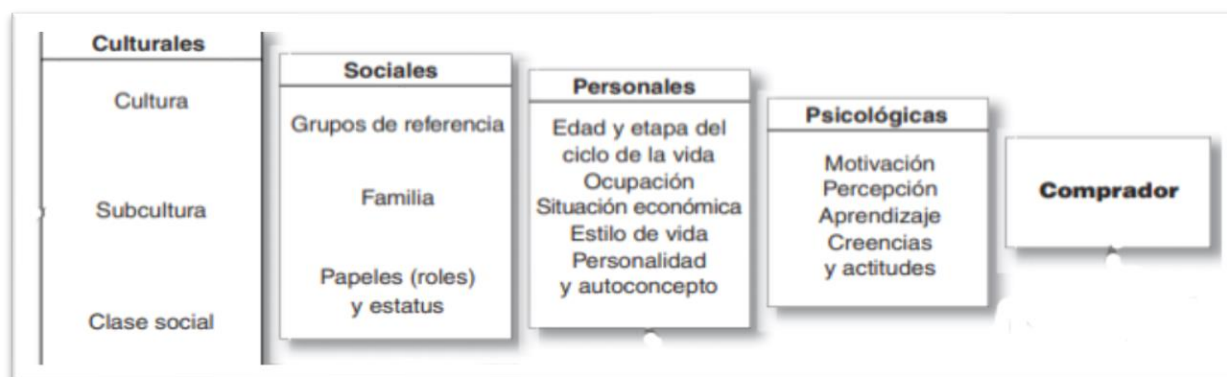 Culturales
Cultura
Subcultura
Clase social
Sociales
Grupos de referencia
Familia
Papeles (roles)
y estatus
Personales
Edad y etapa del
ciclo de la vida
Ocupación
Situación económica
Estilo de vida
Personalidad
y autoconcepto
Psicológicas
Motivación
Percepción
Aprendizaje
Creencias
y actitudes
Comprador